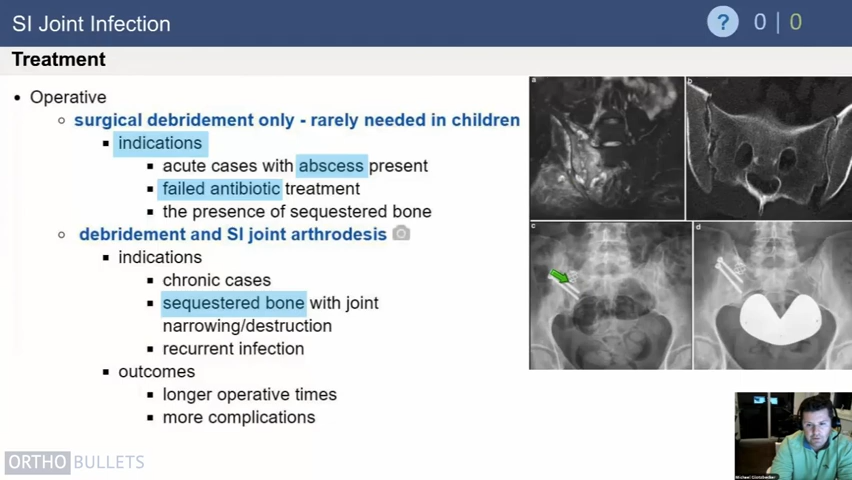 SI Joint Infection
? 0 | 0
Treatment
Operative
surgical debridement only - rarely needed in children
indications
acute cases with abscess present
failed antibiotic treatment
the presence of sequestered bone
debridement and SI joint arthrodesis
indications
chronic cases
sequestered bone with joint
narrowing/destruction
recurrent infection
outcomes
longer operative times
more complications
a
b
c
d
ORTHO BULLETS